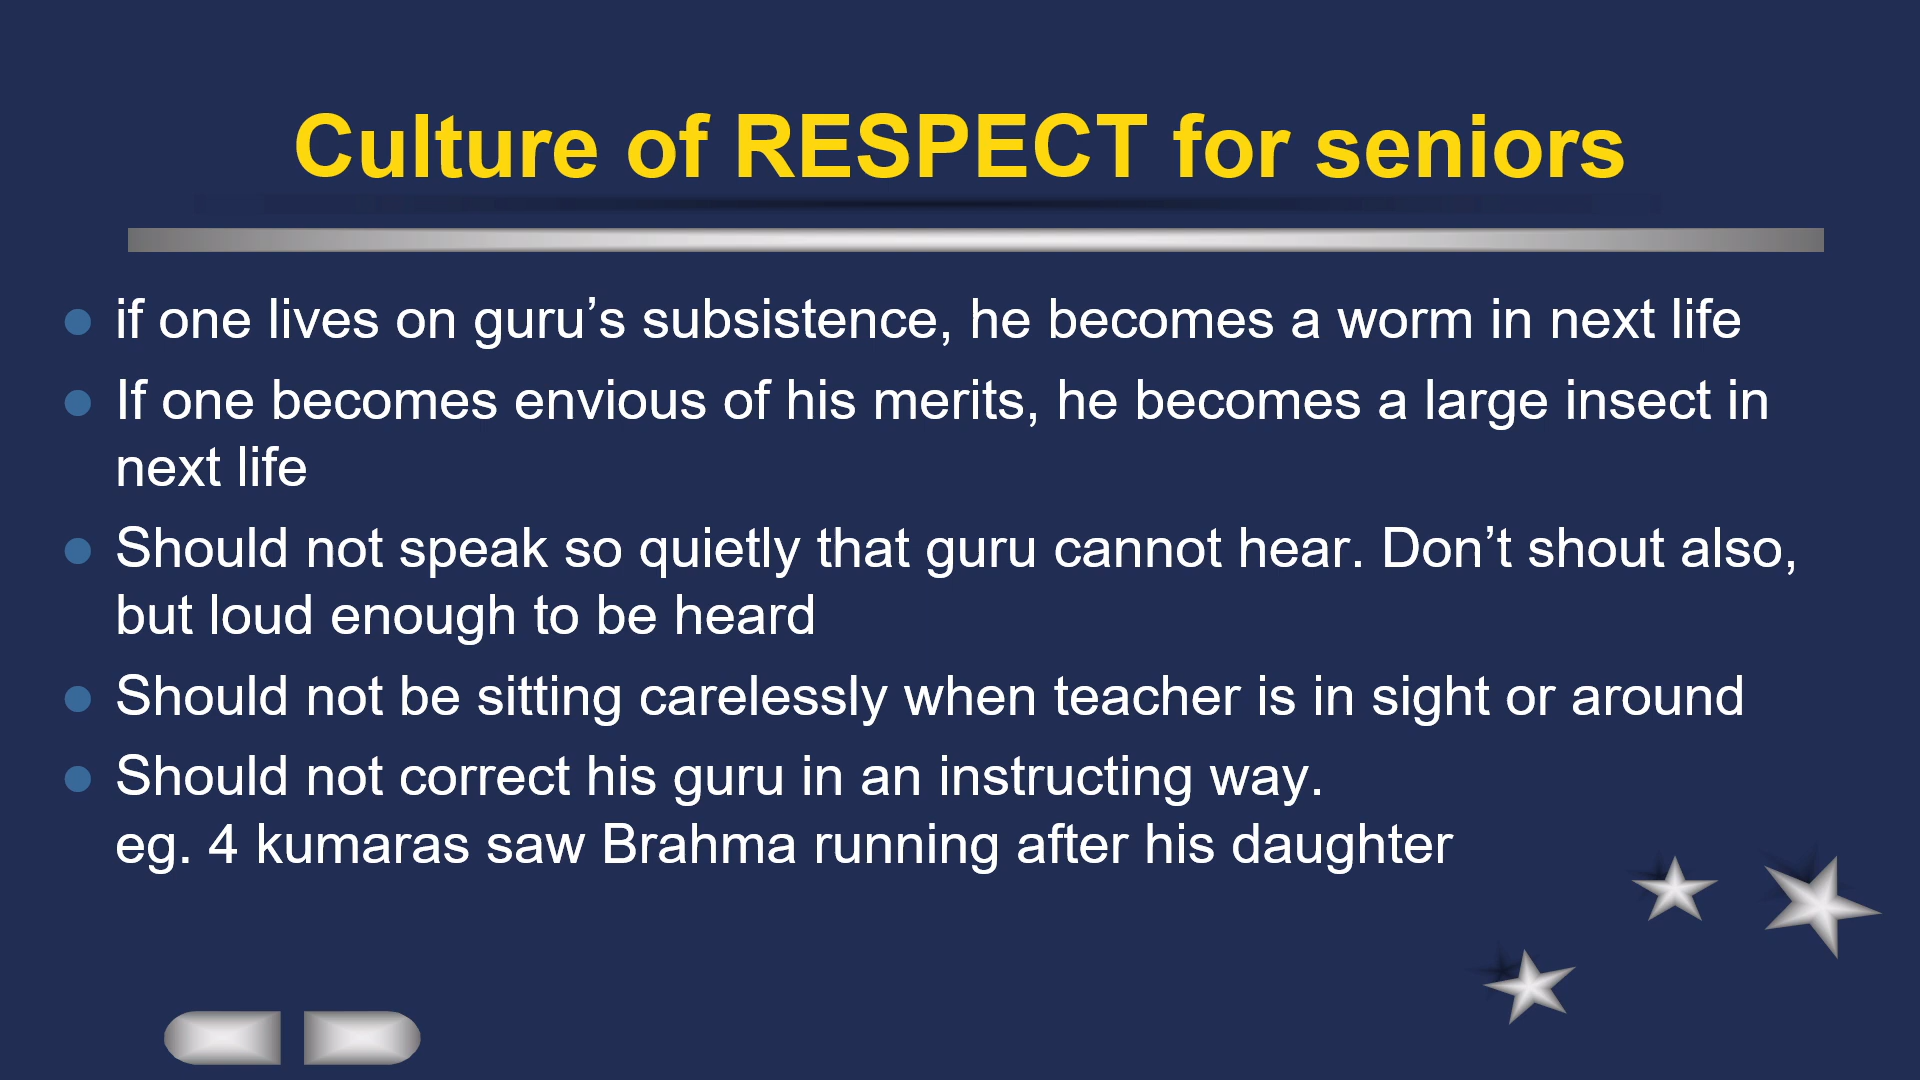 Culture of RESPECT for seniors
if one lives on guru’s subsistence, he becomes a worm in next life
If one becomes envious of his merits, he becomes a large insect in
next life
Should not speak so quietly that guru cannot hear. Don’t shout also,
but loud enough to be heard
Should not be sitting carelessly when teacher is in sight or around
Should not correct his guru in an instructing way.
eg. 4 kumaras saw Brahma running after his daughter